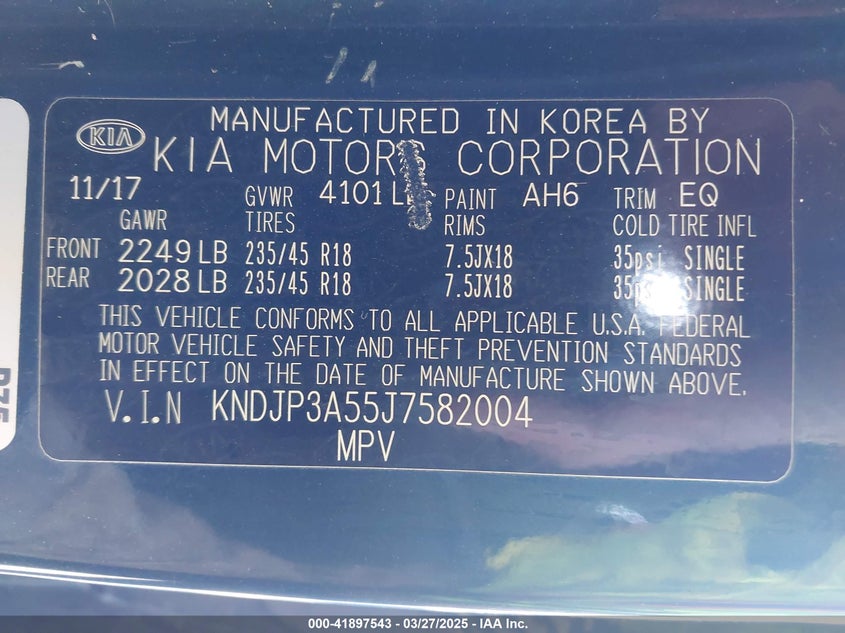 MANUFACTURED IN KOREA BY
KIA KIA MOTORS CORPORATION
11/17 GVWR 4101 PAINT AH6 TRIM EQ
GAWR TIRES RIMS COLD TIRE INFL
FRONT 2249 LB 235/45 R18 7.5JX18 35psi SINGLE
REAR 2028 LB 235/45 R18 7.5JX18 SINGLE
THIS VEHICLE CONFORMS TO ALL APPLICABLE U.S.A. FEDERAL
MOTOR VEHICLE SAFETY AND THEFT PREVENTION STANDARDS
IN EFFECT ON THE DATE OF MANUFACTURE SHOWN ABOVE.
V.I.N KNDJP3A55J7582004
MPV
000-41897543 - 03/27/2025 - IAAI Inc.